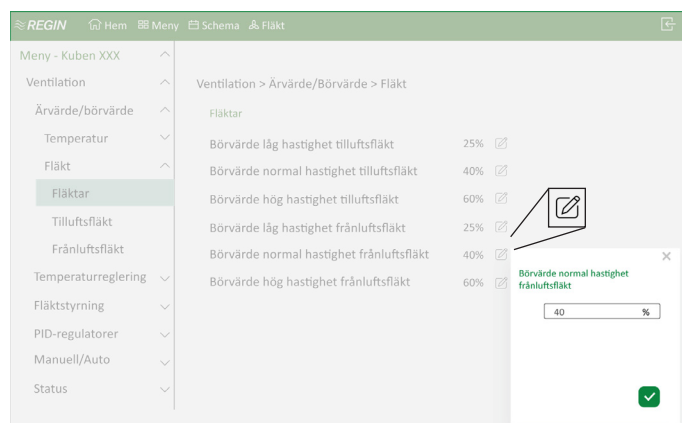 REGIN Hem Meny Schema Fläkt
Meny - Kuben XXX
Ventilation
Ärvärde/börvärde
Temperatur
Fläkt
Fläktar
Tilluftsfläkt
Frånluftsfläkt
Temperaturreglering
Fläktstyrning
PID-regulatorer
Manuell/Auto
Status
Ventilation > Ärvärde/Börvärde > Fläkt
Fläktar
Börvärde låg hastighet tilluftsfläkt 25%
Börvärde normal hastighet tilluftsfläkt 40%
Börvärde hög hastighet tilluftsfläkt 60%
Börvärde låg hastighet frånluftsfläkt 25%
Börvärde normal hastighet frånluftsfläkt 40%
Börvärde hög hastighet frånluftsfläkt 60%
Börvärde normal hastighet
frånluftsfläkt
40 %